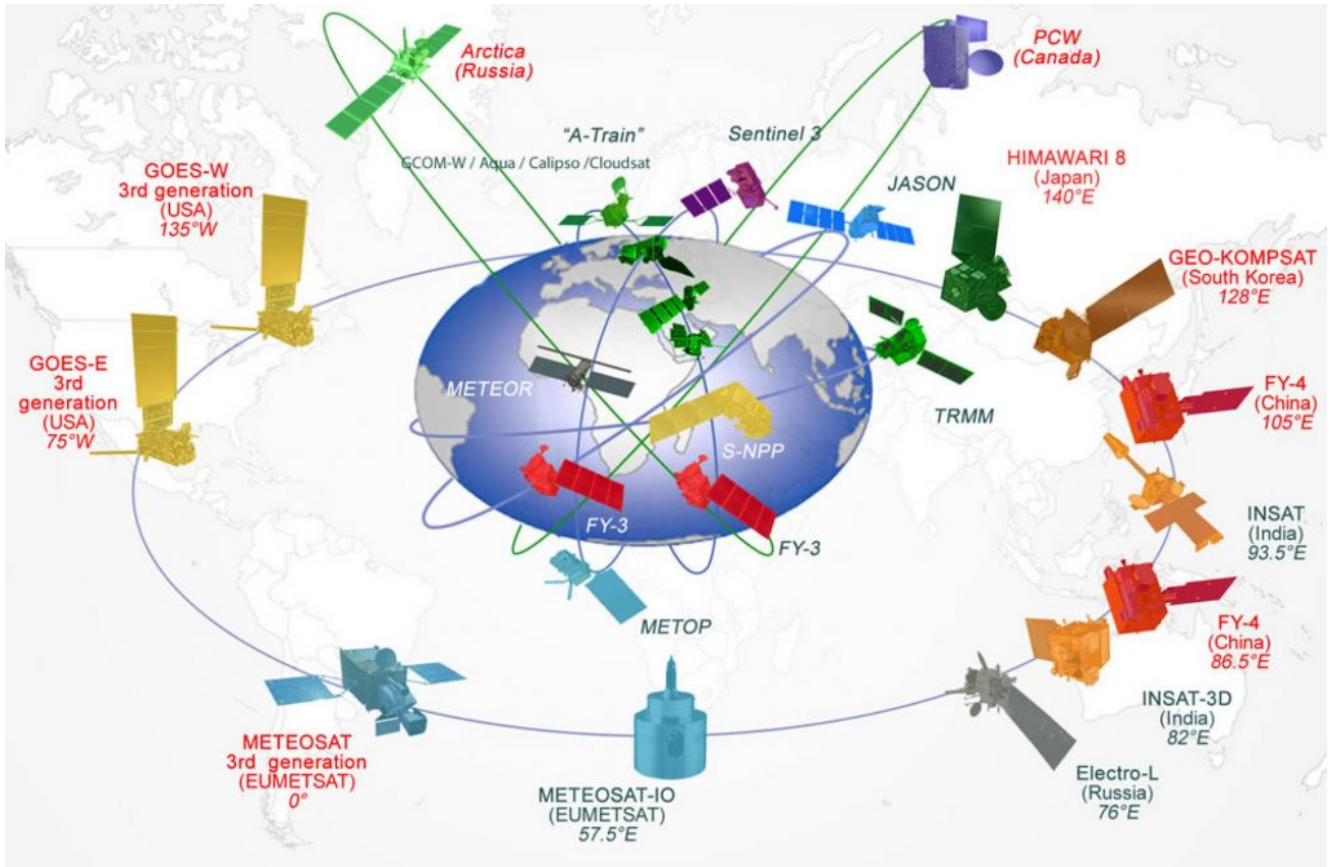 Arctica
(Russia)
PCW
(Canada)
"A-Train"
GCOM-W / Aqua / Calipso /Cloudsat
Sentinel 3
JASON
HIMAWARI 8
(Japan)
140°E
GOES-W
3rd generation
(USA)
135°W
GEO-KOMPSAT
(South Korea)
128°E
GOES-E
3rd
generation
(USA)
75°W
METEOR
TRMM
FY-4
(China)
105°E
S-NPP
FY-3
FY-3
INSAT
(India)
93.5°E
METOP
FY-4
(China)
86.5°E
INSAT-3D
(India)
82°E
METEOSAT
3rd generation
(EUMETSAT)
0°
METEOSAT-IO
(EUMETSAT)
57.5°E
Electro-L
(Russia)
76°E